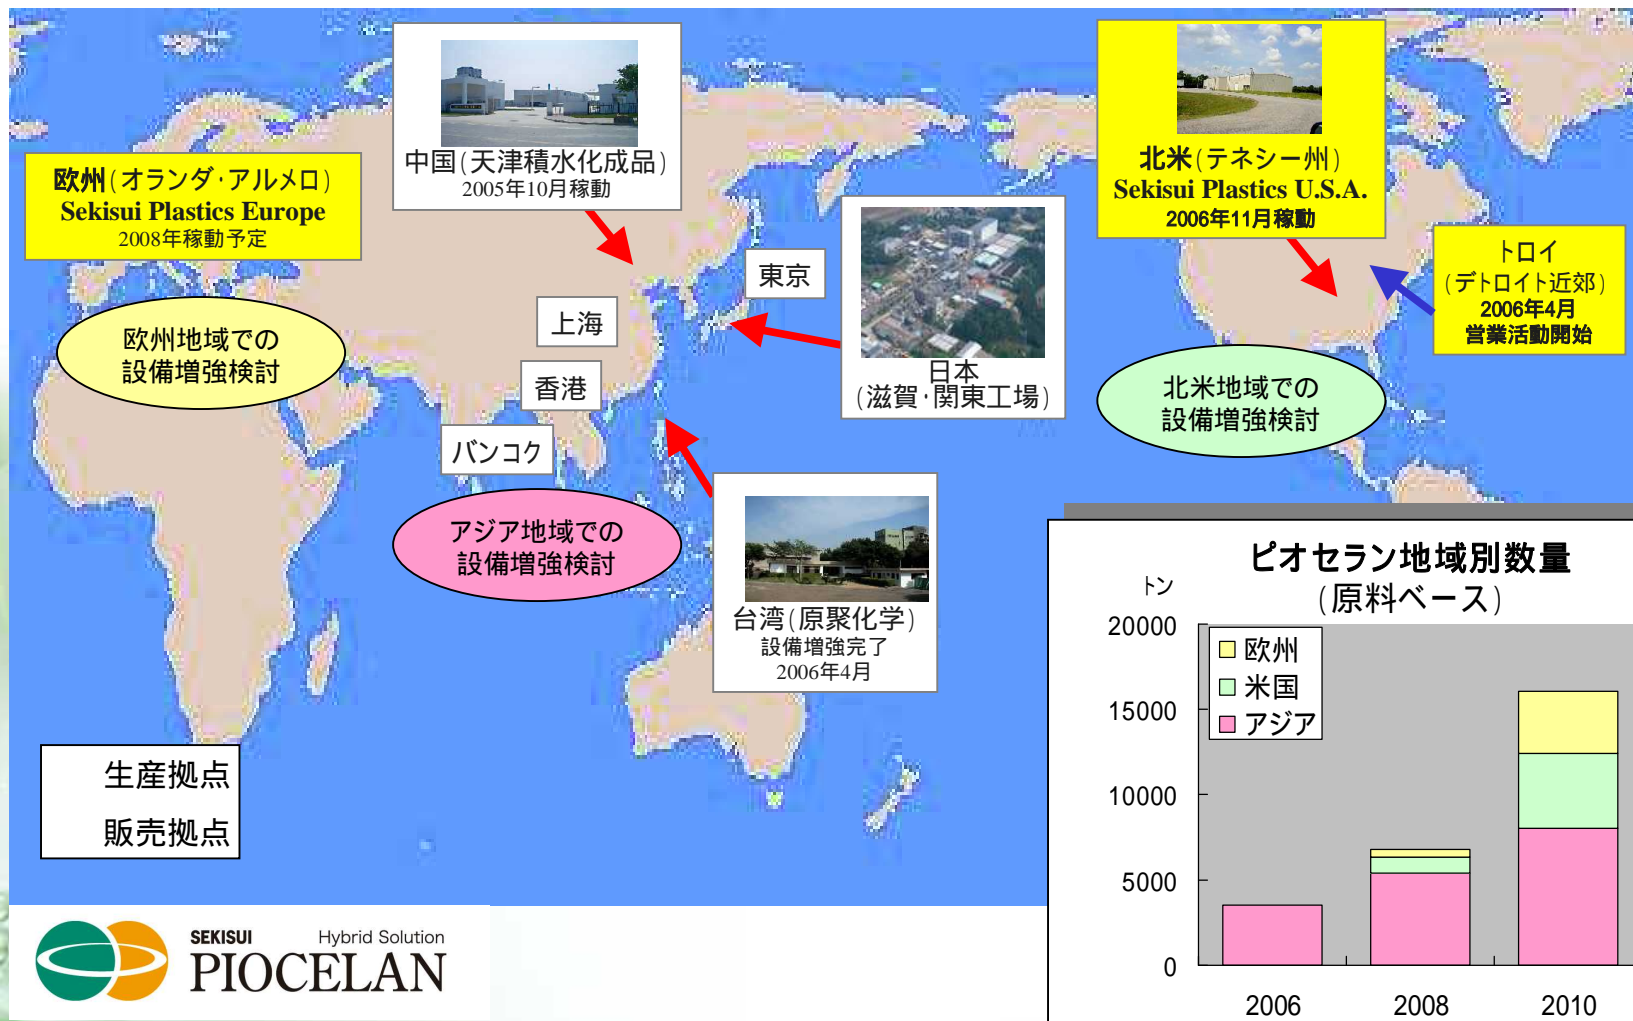 中国(天津積水化成品)
2005年10月稼動
北米(テネシー州)
Sekisui Plastics U.S.A.
2006年11月稼動
欧州(オランダ・アルメロ)
Sekisui Plastics Europe
2008年稼動予定
トロイ
(デトロイト近郊)
2006年4月
営業活動開始
東京
上海
香港
バンコク
日本
(滋賀・関東工場)
欧州地域での
設備増強検討
北米地域での
設備増強検討
アジア地域での
設備増強検討
台湾(原聚化学)
設備増強完了
2006年4月
生産拠点
販売拠点
ピオセラン地域別数量
(原料ベース)
トン
20000
15000
10000
5000
0
欧州
米国
アジア
2006
2008
2010
SEKISUI Hybrid Solution
PIOCELAN